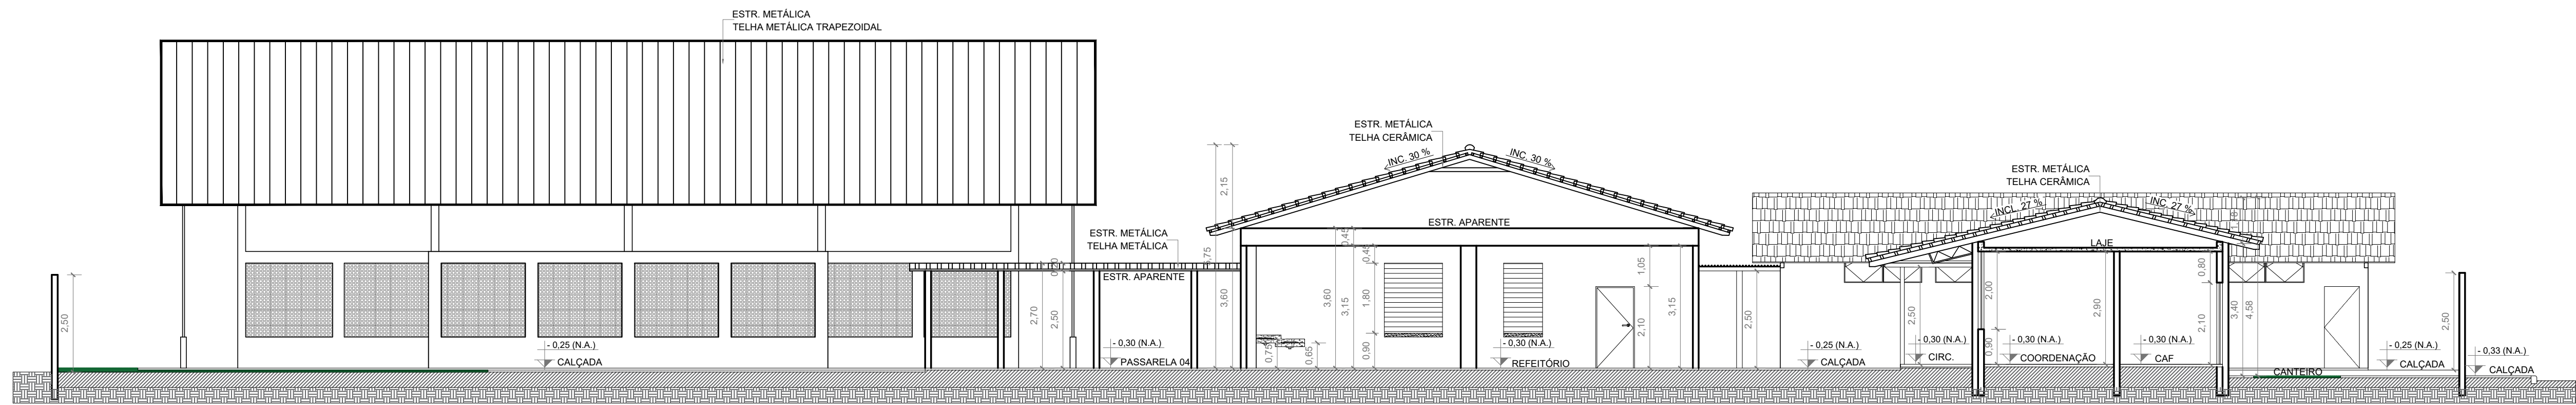 ESTR. METÁLICA
TELHA METÁLICA TRAPEZOIDAL
2,50
- 0,25 (N.A.)
CALÇADA
ESTR. METÁLICA
TELHA METÁLICA
ESTR. APARENTE
2,70
2,50
- 0,30 (N.A.)
PASSARELA 04
2,15
3,60
ESTR. METÁLICA
TELHA CERÂMICA
INC. 30 %
INC. 30 %
ESTR. APARENTE
0,45
0,45
3,60
3,15
1,80
0,90
0,75
0,65
- 0,30 (N.A.)
REFEITÓRIO
1,05
2,10
3,15
2,50
- 0,25 (N.A.)
CALÇADA
ESTR. METÁLICA
TELHA CERÂMICA
INCL. 27 %
INC. 27 %
LAJE
2,50
- 0,30 (N.A.)
CIRC.
2,00
0,90
- 0,30 (N.A.)
COORDENAÇÃO
2,90
- 0,30 (N.A.)
CAF
0,80
2,10
3,40
4,58
CANTEIRO
- 0,25 (N.A.)
CALÇADA
2,50
- 0,33 (N.A.)
CALÇADA